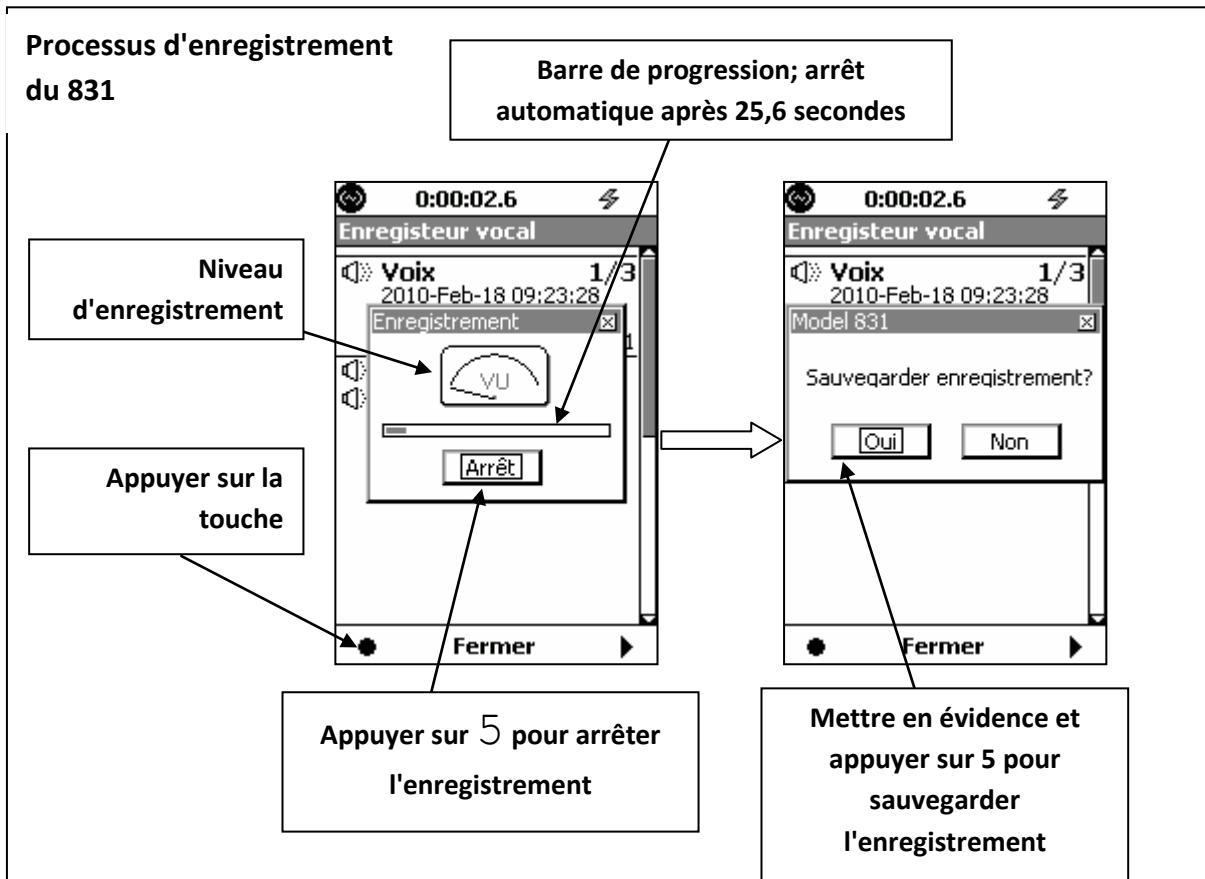 Processus d'enregistrement
du 831
Barre de progression; arrêt
automatique après 25,6 secondes
Niveau
d'enregistrement
Appuyer sur la
touche
0:00:02.6
Enregisteur vocal
Voix 1/3
2010-Feb-18 09:23:28
Enregistrement
1
VU
Arrêt
Fermer
0:00:02.6
Enregisteur vocal
Voix 1/3
2010-Feb-18 09:23:28
Model 831
Sauvegarder enregistrement?
Oui Non
Fermer
Appuyer sur 5 pour arrêter
l'enregistrement
Mettre en évidence et
appuyer sur 5 pour
sauvegarder
l'enregistrement